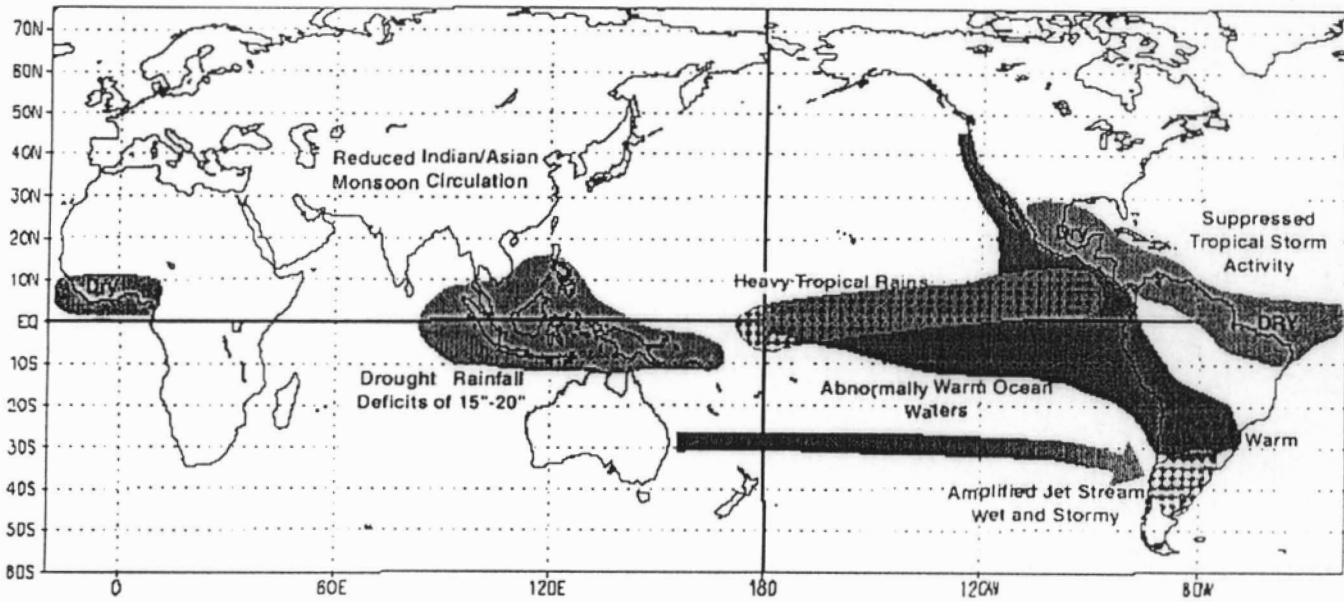 70N
60N
50N
40N
30N
20N
10N
EQ
10S
20S
30S
40S
50S
60S
Reduced Indian/Asian
Monsoon Circulation
Dry
Drought Rainfall
Deficits of 15"-20"
Heavy Tropical Rains
Dry
Suppressed
Tropical Storm
Activity
DRY
Abnormally Warm Ocean
Waters
Warm
Amplified Jet Stream
Wet and Stormy
0
60E
120E
180
120W
60W